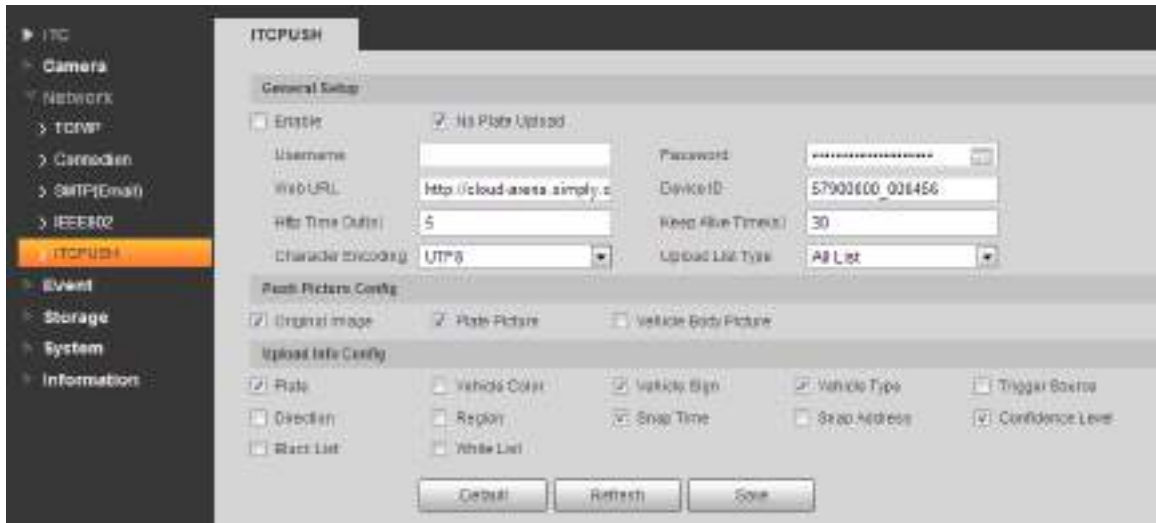 ITC
Camera
Network
TCP/IP
Connection
SMTP(Email)
IEEE802
ITCPUSH
Event
Storage
System
Information
ITCPUSH
General Setup
Enable
No Plate Upload
Username
Password
Web URL
http://cloud-arena.simply.c
Device ID
57900600_006456
Http Time Out(s)
5
Keep Alive Time(s)
30
Character Encoding
UTF8
Upload List Type
All List
Push Picture Config
Original Image
Plate Picture
Vehicle Body Picture
Upload Info Config
Plate
Vehicle Color
Vehicle Sign
Vehicle Type
Trigger Source
Direction
Region
Snap Time
Snap Address
Confidence Level
Black List
White List
Default
Refresh
Save